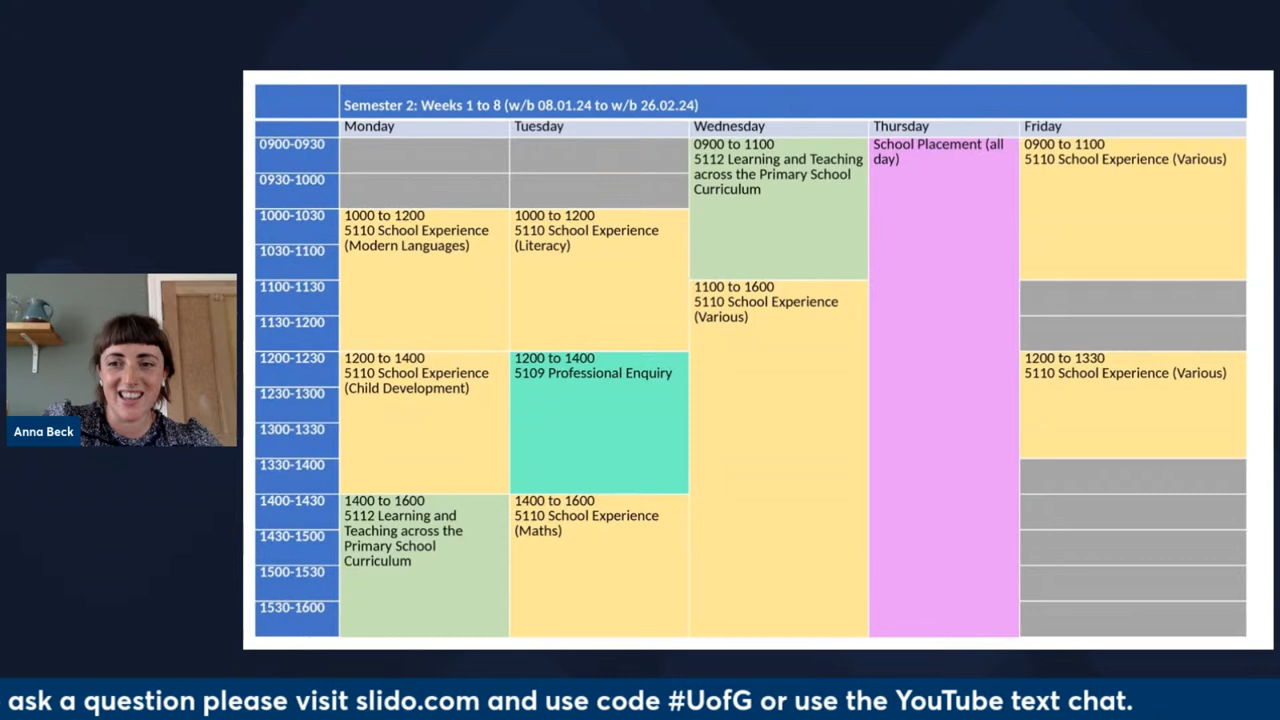 Semester 2: Weeks 1 to 8 (w/b 08.01.24 to w/b 26.02.24)
Monday
Tuesday
Wednesday
Thursday
Friday
0900-0930
0930-1000
1000-1030
1030-1100
1100-1130
1130-1200
1200-1230
1230-1300
1300-1330
1330-1400
1400-1430
1430-1500
1500-1530
1530-1600
1000 to 1200
5110 School Experience
(Modern Languages)
1200 to 1400
5110 School Experience
(Child Development)
1400 to 1600
5112 Learning and
Teaching across the
Primary School
Curriculum
1000 to 1200
5110 School Experience
(Literacy)
1200 to 1400
5109 Professional Enquiry
1400 to 1600
5110 School Experience
(Maths)
0900 to 1100
5112 Learning and Teaching
across the Primary School
Curriculum
1100 to 1600
5110 School Experience
(Various)
School Placement (all
day)
0900 to 1100
5110 School Experience (Various)
1200 to 1330
5110 School Experience (Various)
Anna Beck
ask a question please visit slido.com and use code #UofG or use the YouTube text chat.